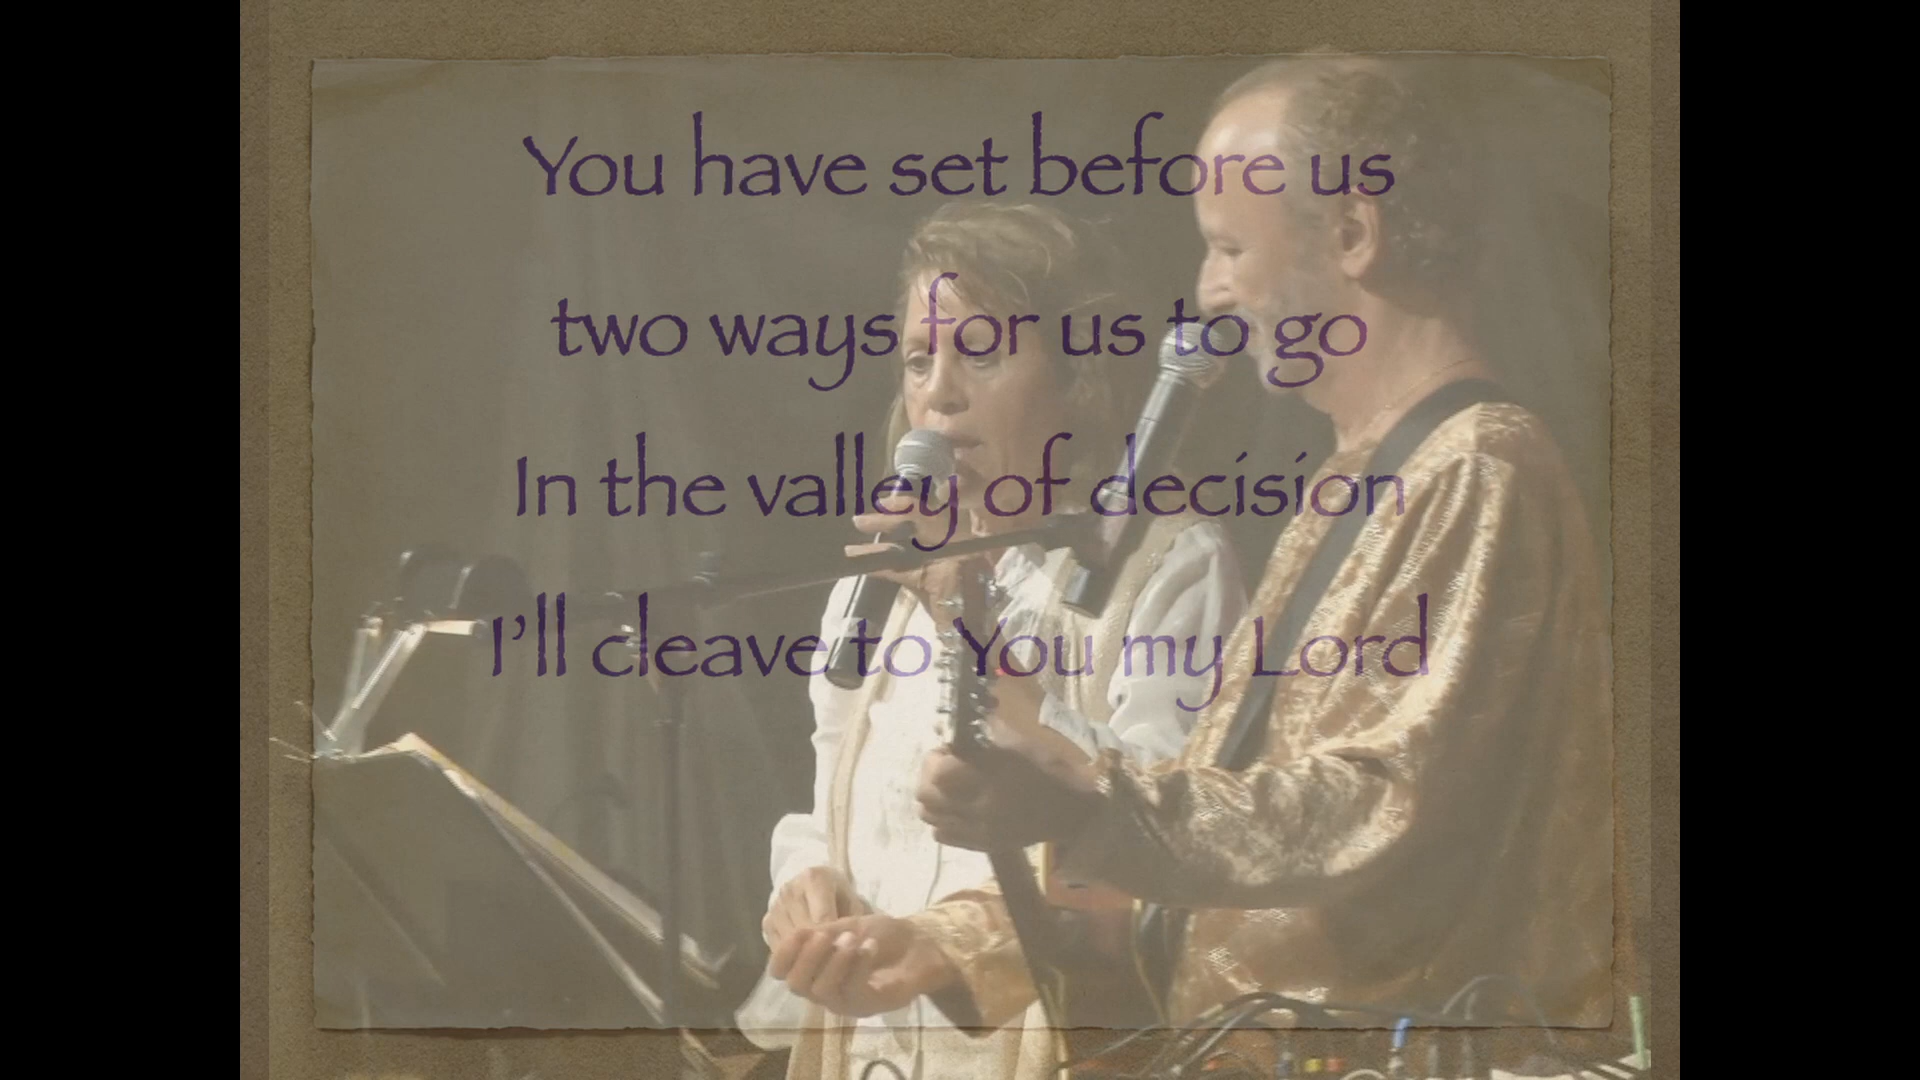 You have set before us
two ways for us to go
In the valley of decision
I'll cleave to You my Lord